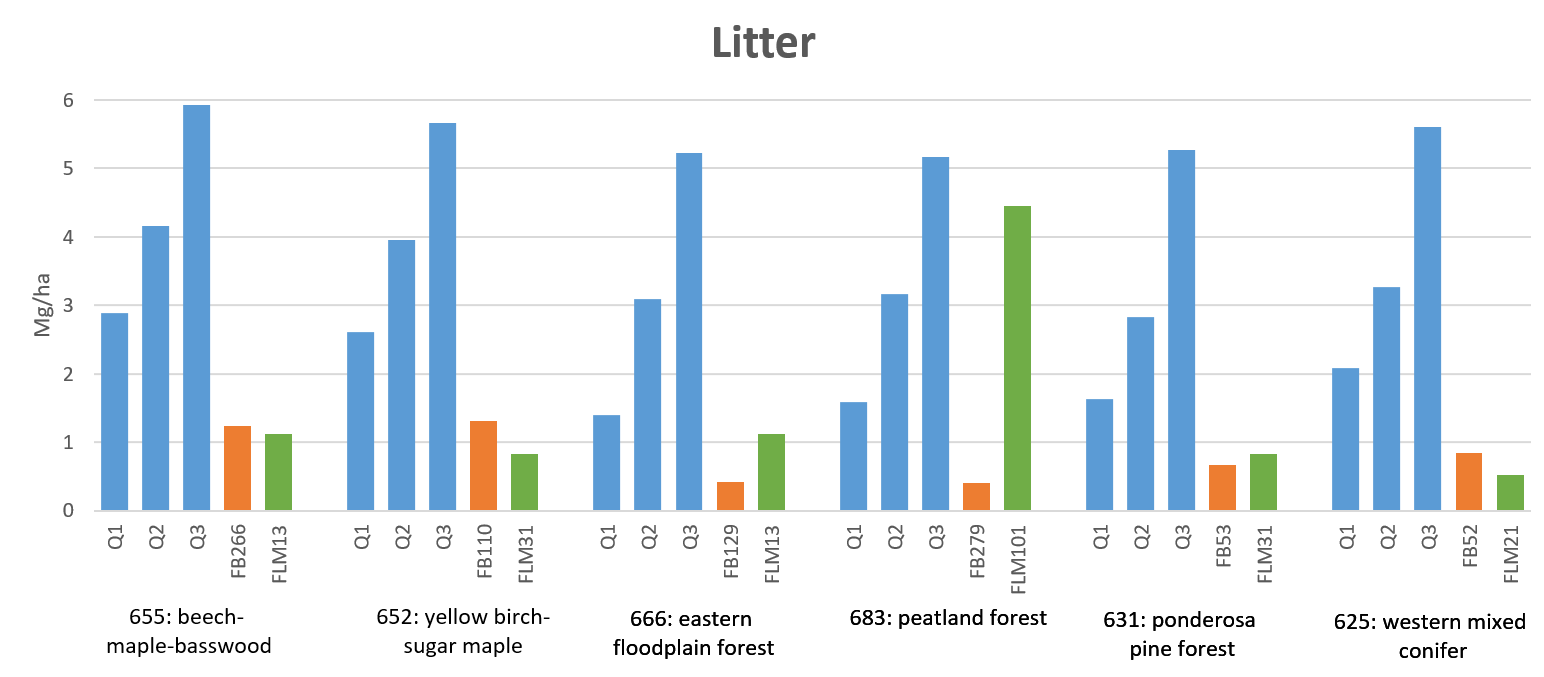 Litter
6
5
4
3
2
1
0
Mg/ha
Q1 Q2 Q3 FB266 FLM13 Q1 Q2 Q3 FB110 FLM31 Q1 Q2 Q3 FB129 FLM13 Q1 Q2 Q3 FB279 FLM101 Q1 Q2 Q3 FB53 FLM31 Q1 Q2 Q3 FB52 FLM21
655: beech-
maple-basswood
652: yellow birch-
sugar maple
666: eastern
floodplain forest
683: peatland forest
631: ponderosa
pine forest
625: western mixed
conifer